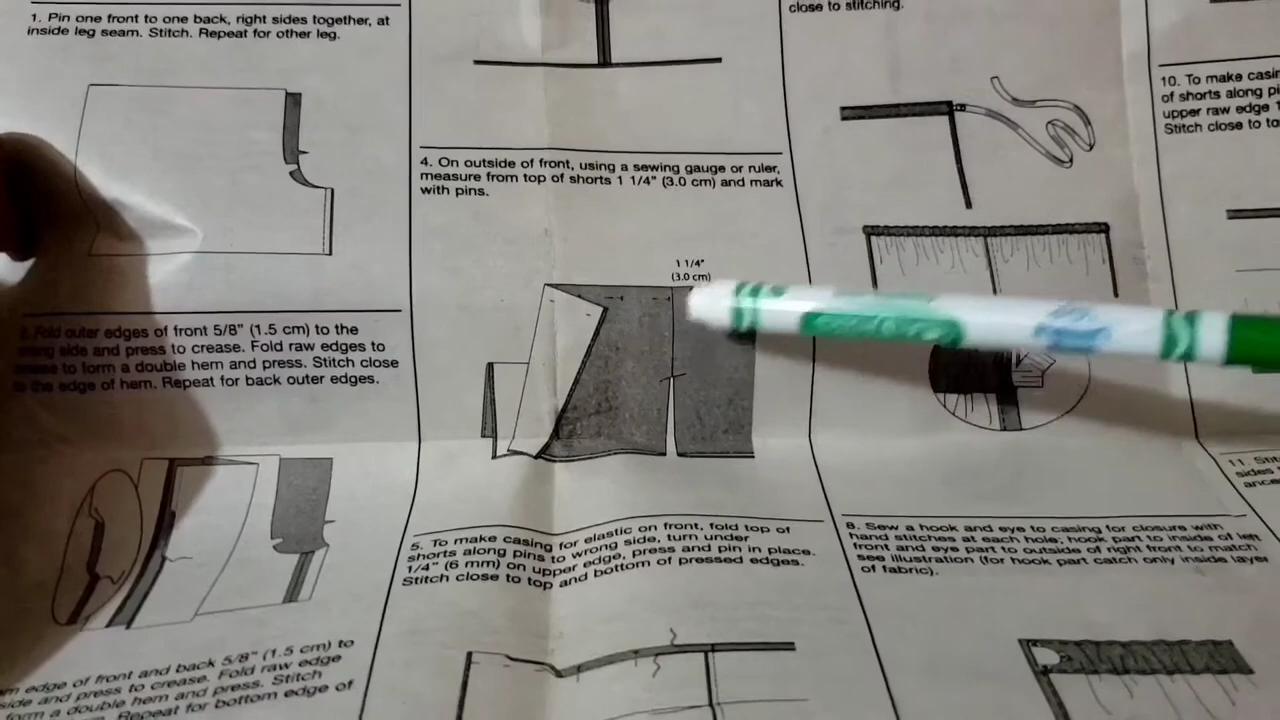 1. Pin one front to one back, right sides together, at
inside leg seam. Stitch. Repeat for other leg.
2. Fold outer edges of front 5/8" (1.5 cm) to the
side and press to crease. Fold raw edges to
to form a double hem and press. Stitch close
the edge of hem. Repeat for back outer edges.
edge of front and back 5/8" (1.5 cm) to
side and press to crease. Fold raw edge
form a double hem and press. Stitch
Repeat for bottom edge of
4. On outside of front, using a sewing gauge or ruler,
measure from top of shorts 1 1/4" (3.0 cm) and mark
with pins.
1 1/4"
(3.0 cm)
5. To make casing for elastic on front, fold top of
shorts along pins to wrong side, turn under
1/4" (6 mm) on upper edge, press and pin in place.
Stitch close to top and bottom of pressed edges.
close to stitching.
8. Sew a hook and eye to casing for closure with
hand stitches at each hole; hook part to inside of left
front and eye part to outside of right front to match
see illustration (for hook part catch only inside layer
of fabric).
10. To make
of shorts along
upper raw edge
Stitch close to
11.
sides